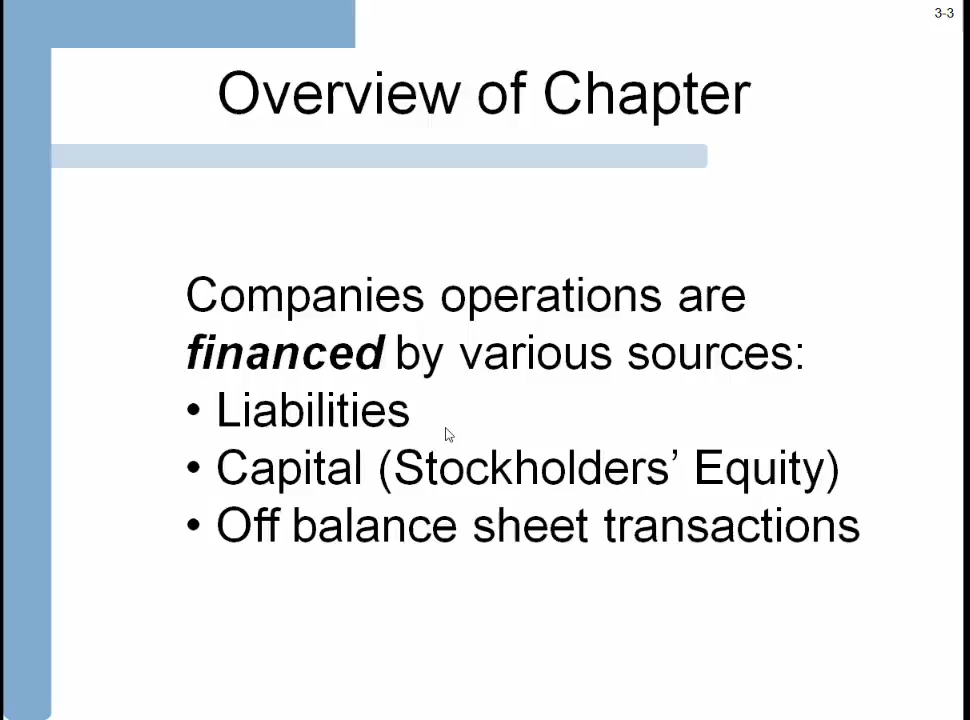 3-3
Overview of Chapter
Companies operations are
financed by various sources:
• Liabilities
• Capital (Stockholders’ Equity)
• Off balance sheet transactions